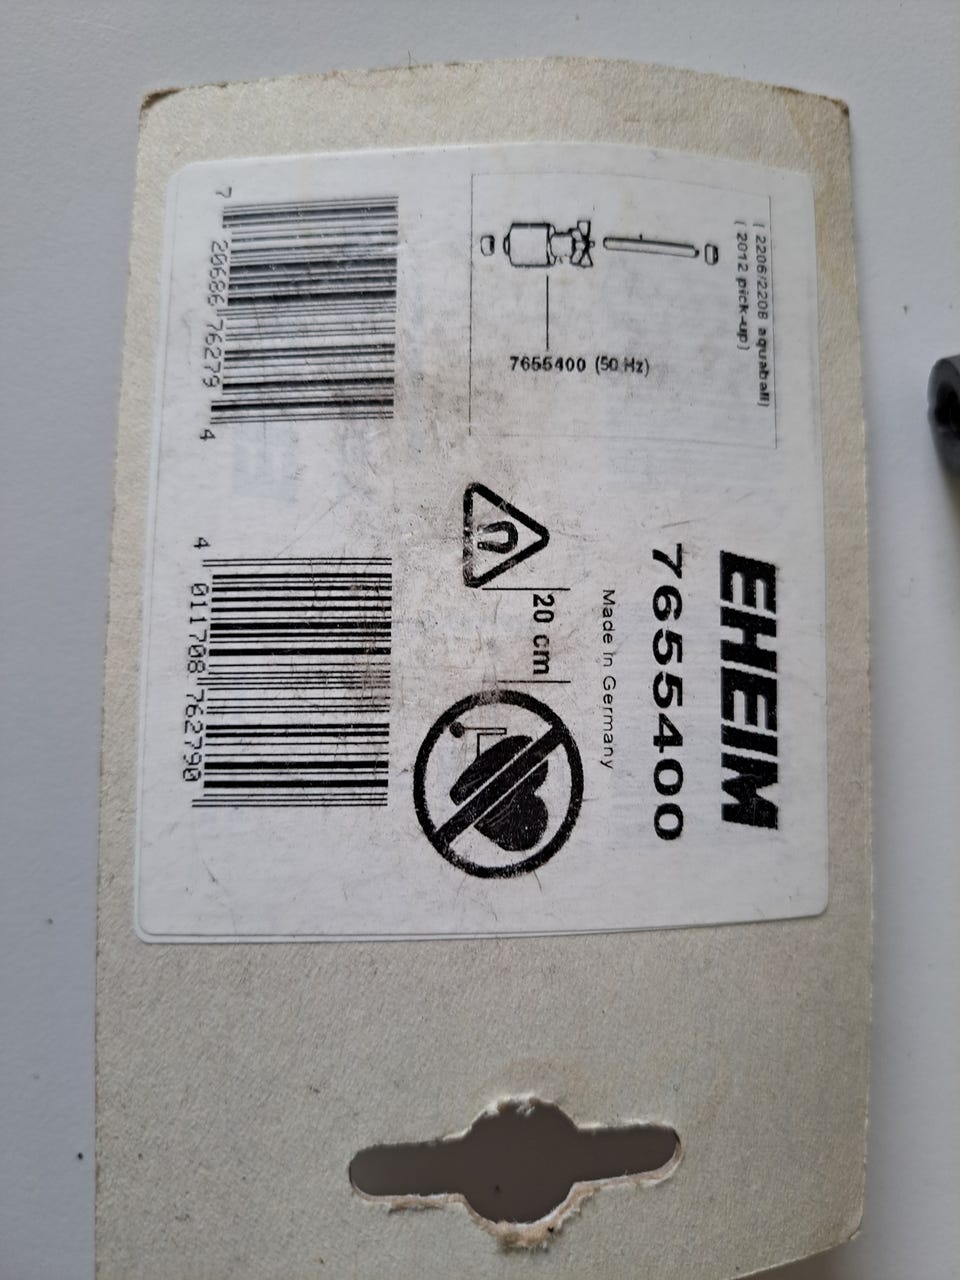 EHEIM
7655400
Made in Germany
20 cm
( 2206/2208 aquaball)
( 2012 pick-up)
7655400 (50 Hz)
7 20686 76279 4
4 011708 762790